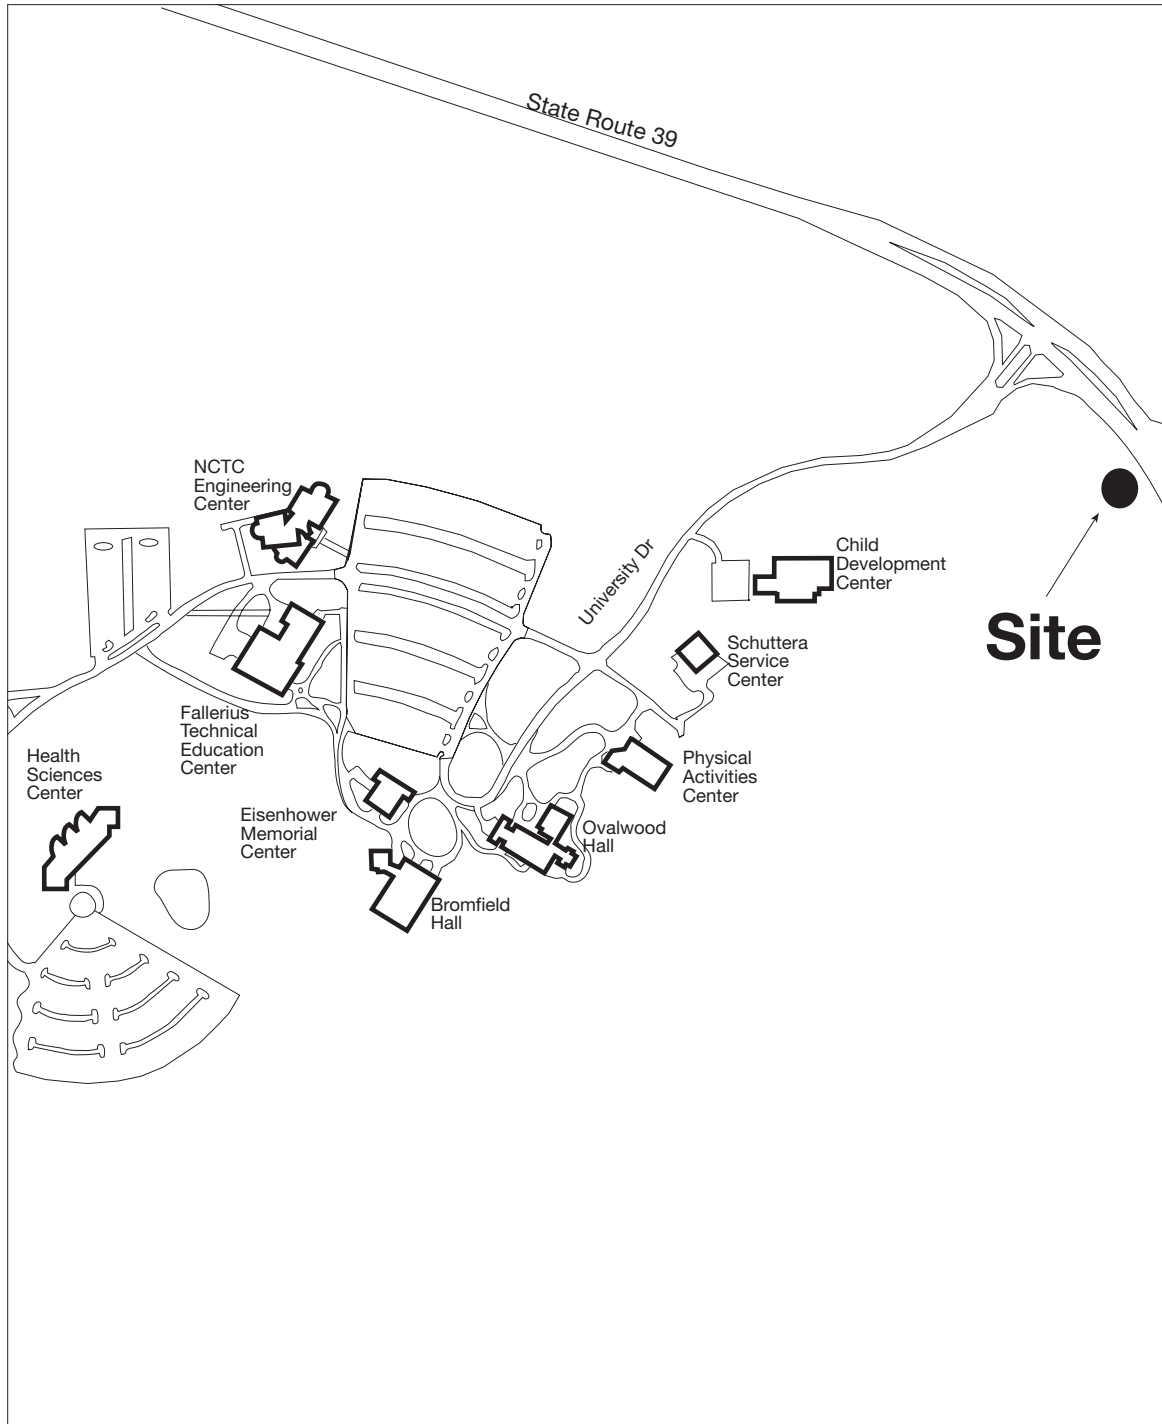 State Route 39
NCTC
Engineering
Center
University Dr
Child
Development
Center
Site
Schuttera
Service
Center
Fallerius
Technical
Education
Center
Health
Sciences
Center
Physical
Activities
Center
Eisenhower
Memorial
Center
Ovalwood
Hall
Bromfield
Hall